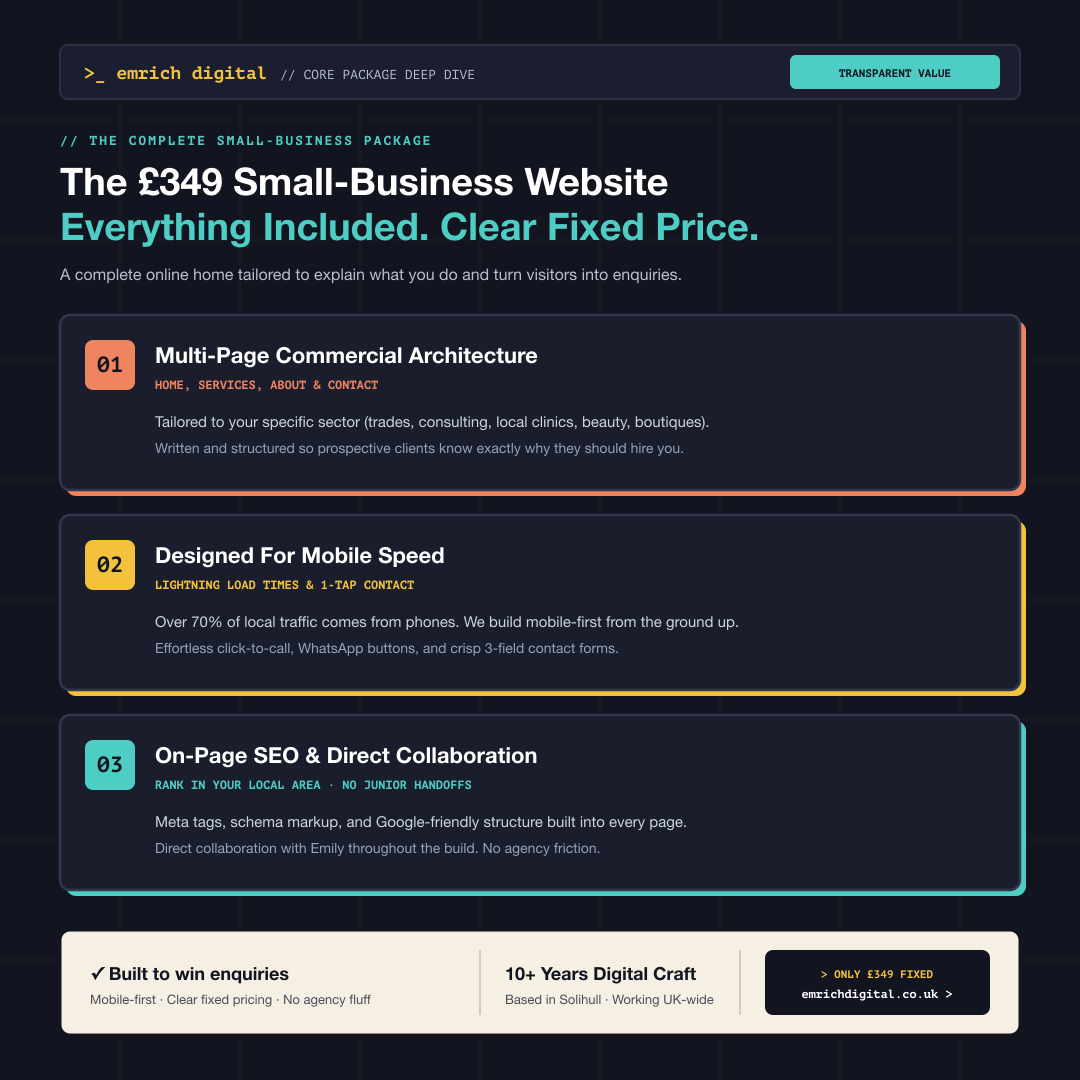 >_ emrich digital // CORE PACKAGE DEEP DIVE
TRANSPARENT VALUE
// THE COMPLETE SMALL-BUSINESS PACKAGE
The £349 Small-Business Website
Everything Included. Clear Fixed Price.
A complete online home tailored to explain what you do and turn visitors into enquiries.
01
Multi-Page Commercial Architecture
HOME, SERVICES, ABOUT & CONTACT
Tailored to your specific sector (trades, consulting, local clinics, beauty, boutiques).
Written and structured so prospective clients know exactly why they should hire you.
02
Designed For Mobile Speed
LIGHTNING LOAD TIMES & 1-TAP CONTACT
Over 70% of local traffic comes from phones. We build mobile-first from the ground up.
Effortless click-to-call, WhatsApp buttons, and crisp 3-field contact forms.
03
On-Page SEO & Direct Collaboration
RANK IN YOUR LOCAL AREA · NO JUNIOR HANDOFFS
Meta tags, schema markup, and Google-friendly structure built into every page.
Direct collaboration with Emily throughout the build. No agency friction.
✓ Built to win enquiries
Mobile-first · Clear fixed pricing · No agency fluff
10+ Years Digital Craft
Based in Solihull · Working UK-wide
> ONLY £349 FIXED
emrichdigital.co.uk >